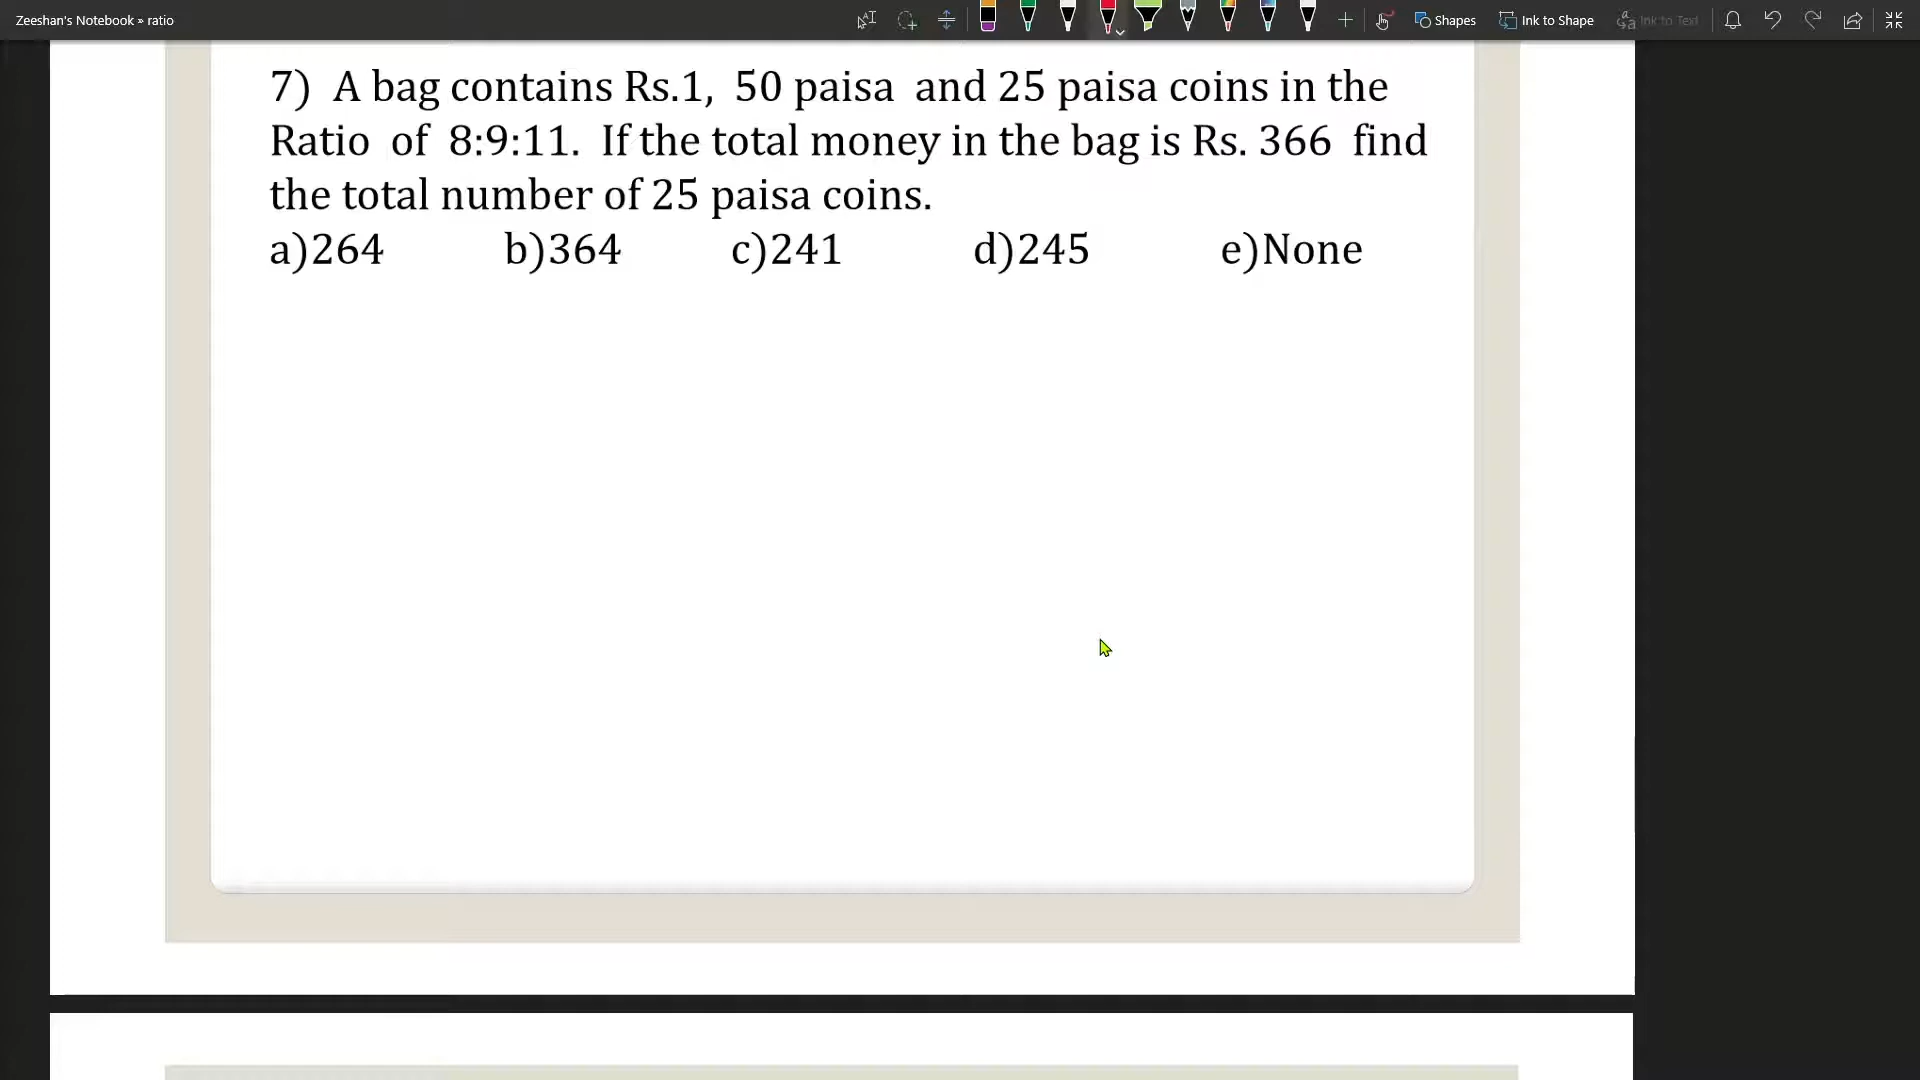 Zeeshan's Notebook » ratio
Shapes
Ink to Shape
Ink to Text
7) A bag contains Rs.1, 50 paisa and 25 paisa coins in the
Ratio of 8:9:11. If the total money in the bag is Rs. 366 find
the total number of 25 paisa coins.
a)264 b)364 c)241 d)245 e)None